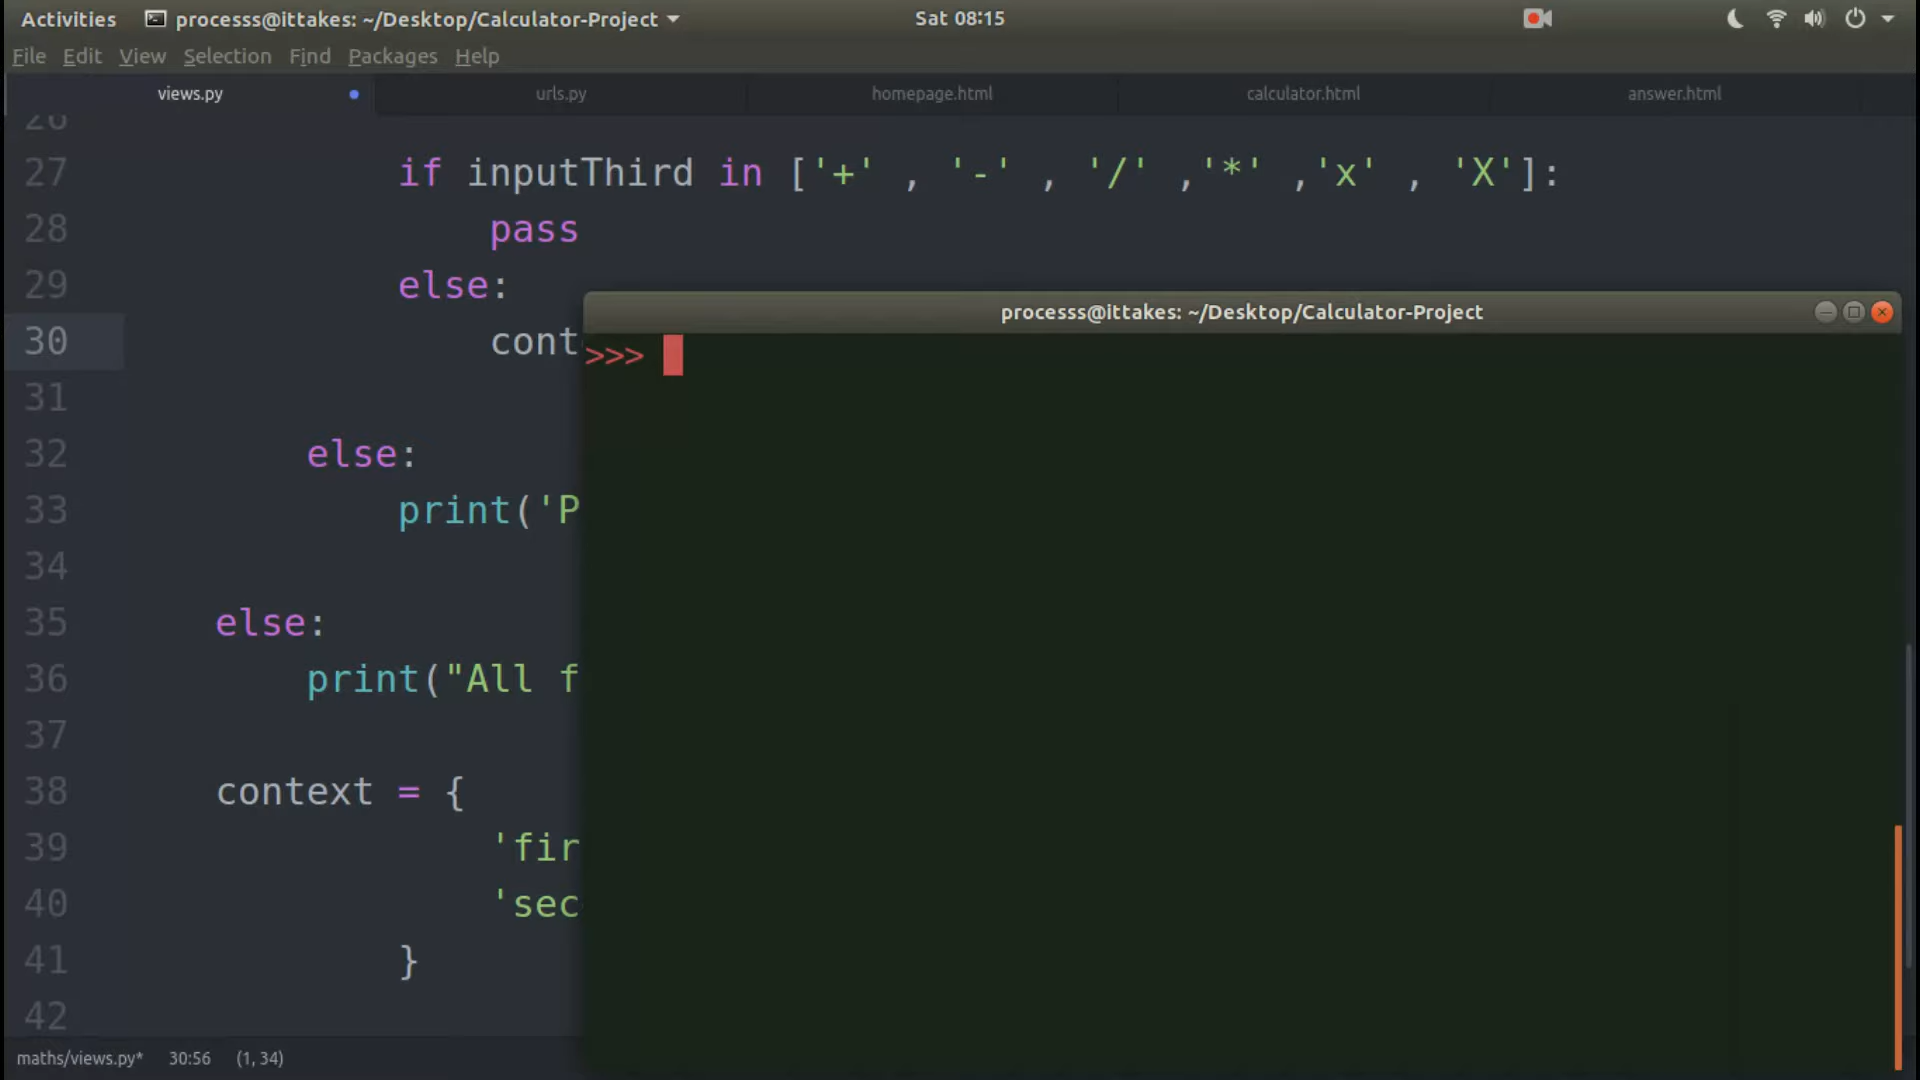 Activities processs@ittakes: ~/Desktop/Calculator-Project Sat 08:15
File Edit View Selection Find Packages Help
views.py urls.py homepage.html calculator.html answer.html
26
27 if inputThird in ['+' , '-' , '/' ,'*' ,'x' , 'X']:
28 pass
29 else:
processs@ittakes: ~/Desktop/Calculator-Project
30 cont
>>>
31
32 else:
33 print('P
34
35 else:
36 print("All f
37
38 context = {
39 'fir
40 'sec
41 }
42
maths/views.py* 30:56 (1, 34)